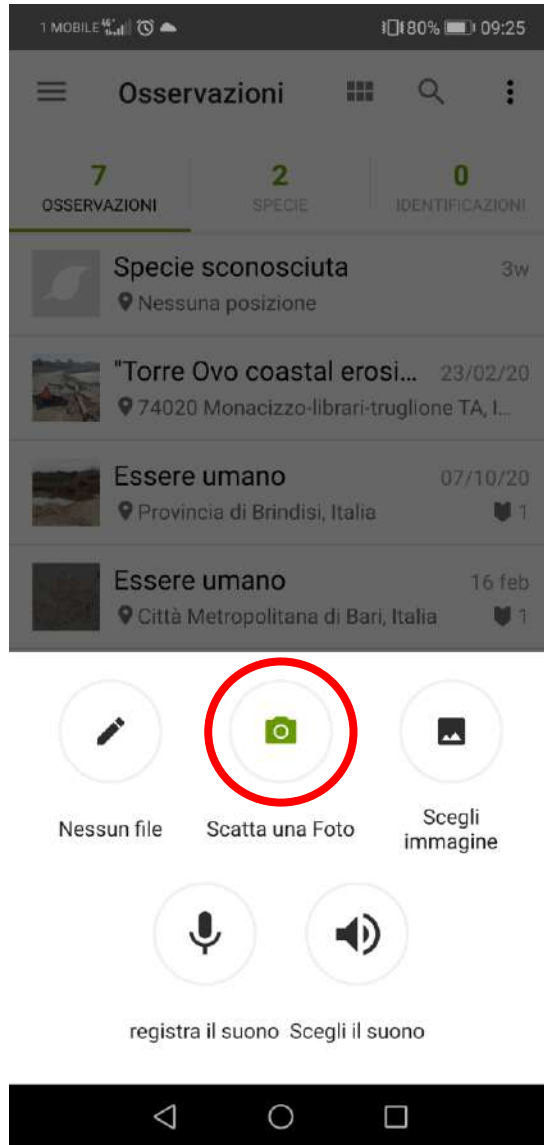 1 MOBILE 4G 80% 09:25
Osservazioni
7 2 0
OSSERVAZIONI SPECIE IDENTIFICAZIONI
Specie sconosciuta 3w
Nessuna posizione
"Torre Ovo coastal erosi... 23/02/20
74020 Monacizzo-librari-truglione TA, I...
Essere umano 07/10/20
Provincia di Brindisi, Italia 1
Essere umano 16 feb
Città Metropolitana di Bari, Italia 1
Nessun file Scatta una Foto Scegli
immagine
registra il suono Scegli il suono